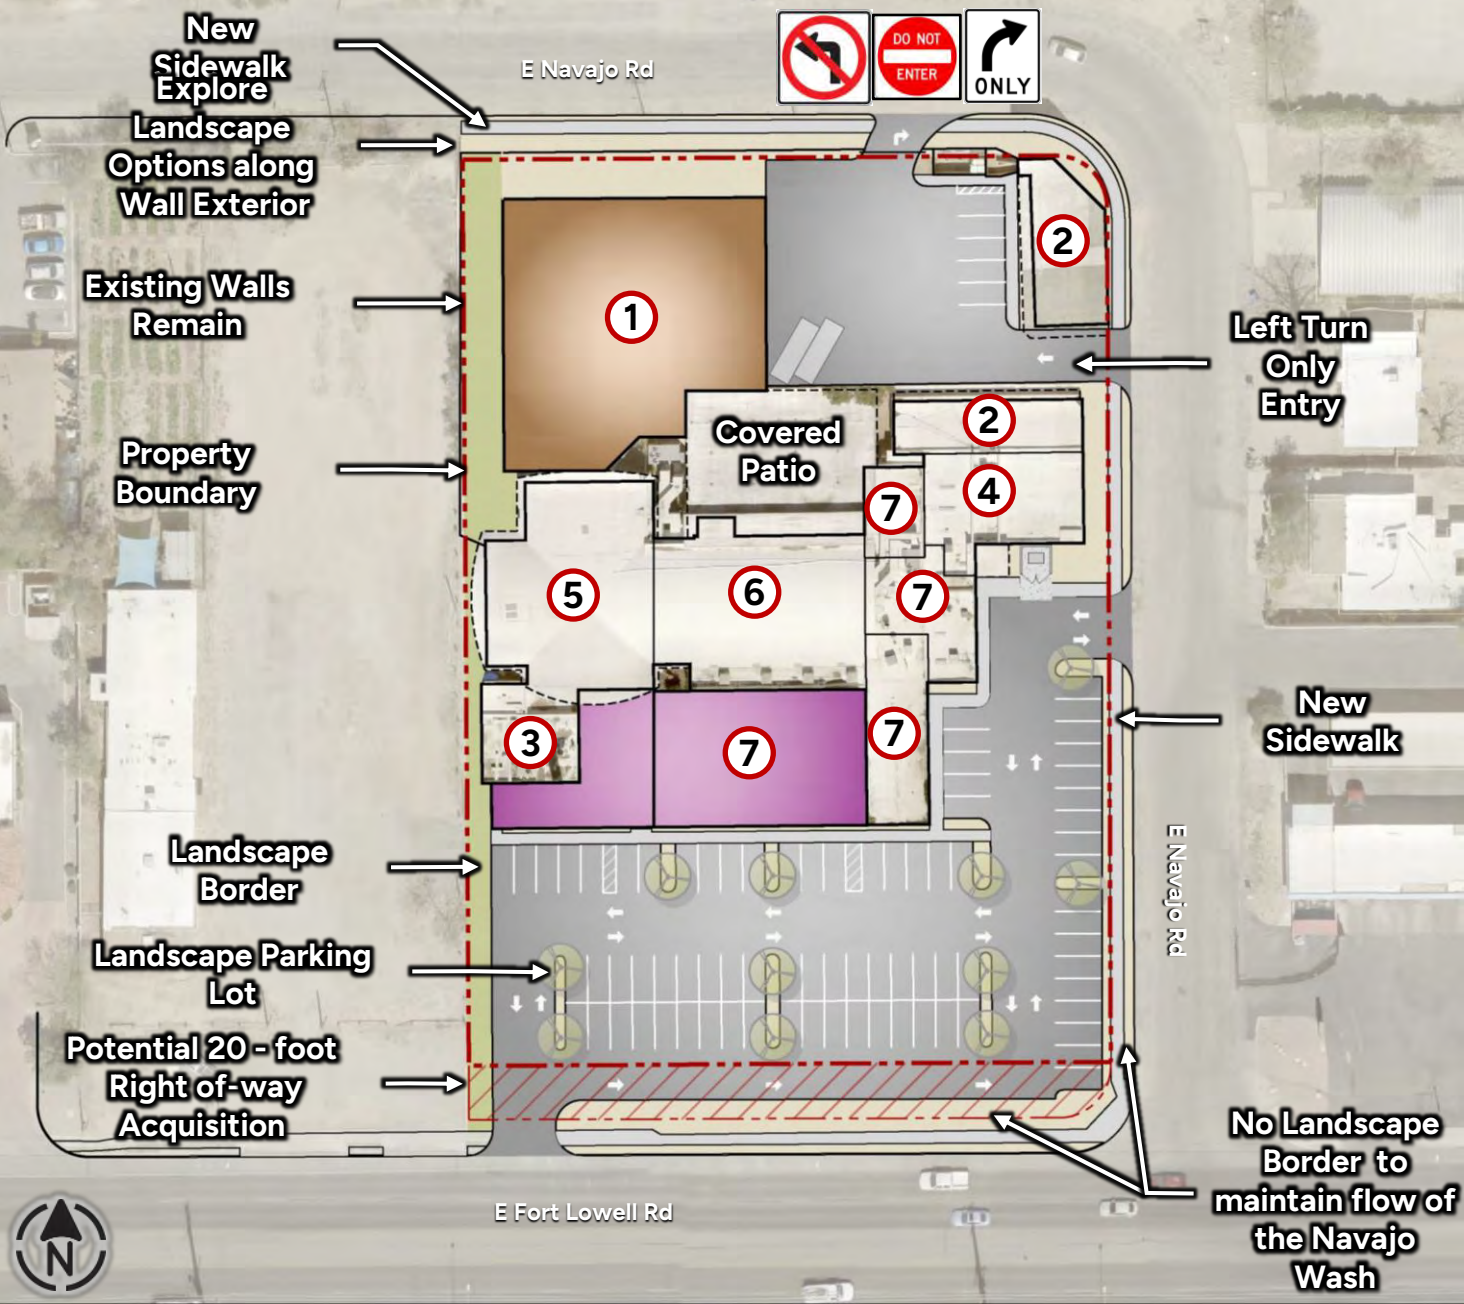 New
Sidewalk
Explore
Landscape
Options along
Wall Exterior
E Navajo Rd
DO NOT
ENTER
ONLY
Existing Walls
Remain
Property
Boundary
Landscape
Border
Landscape Parking
Lot
Potential 20 - foot
Right of-way
Acquisition
1
2
Covered
Patio
2
4
7
5
6
7
3
7
7
Left Turn
Only
Entry
New
Sidewalk
E Navajo Rd
No Landscape
Border to
maintain flow of
the Navajo
Wash
E Fort Lowell Rd
N